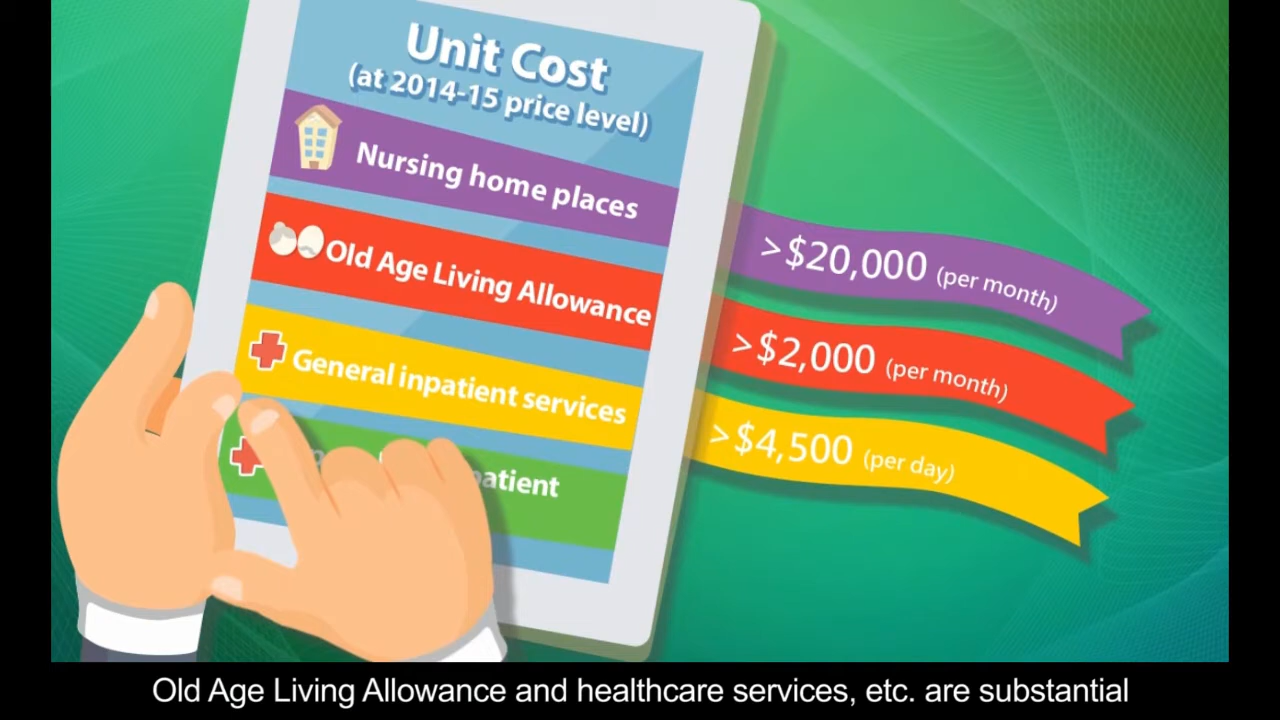 Unit Cost
(at 2014-15 price level)
Nursing home places
>$20,000 (per month)
Old Age Living Allowance
>$2,000 (per month)
General inpatient services
>$4,500 (per day)
Old Age Living Allowance and healthcare services, etc. are substantial